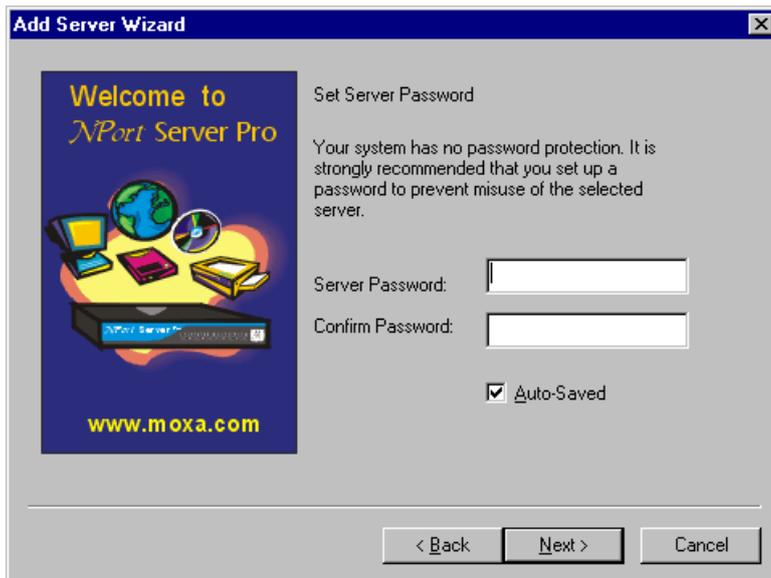 Add Server Wizard
Welcome to
NPort Server Pro
Set Server Password
Your system has no password protection. It is
strongly recommended that you set up a
password to prevent misuse of the selected
server.
Server Password:
Confirm Password:
NPort Server
Auto-Saved
www.moxa.com
< Back
Next >
Cancel